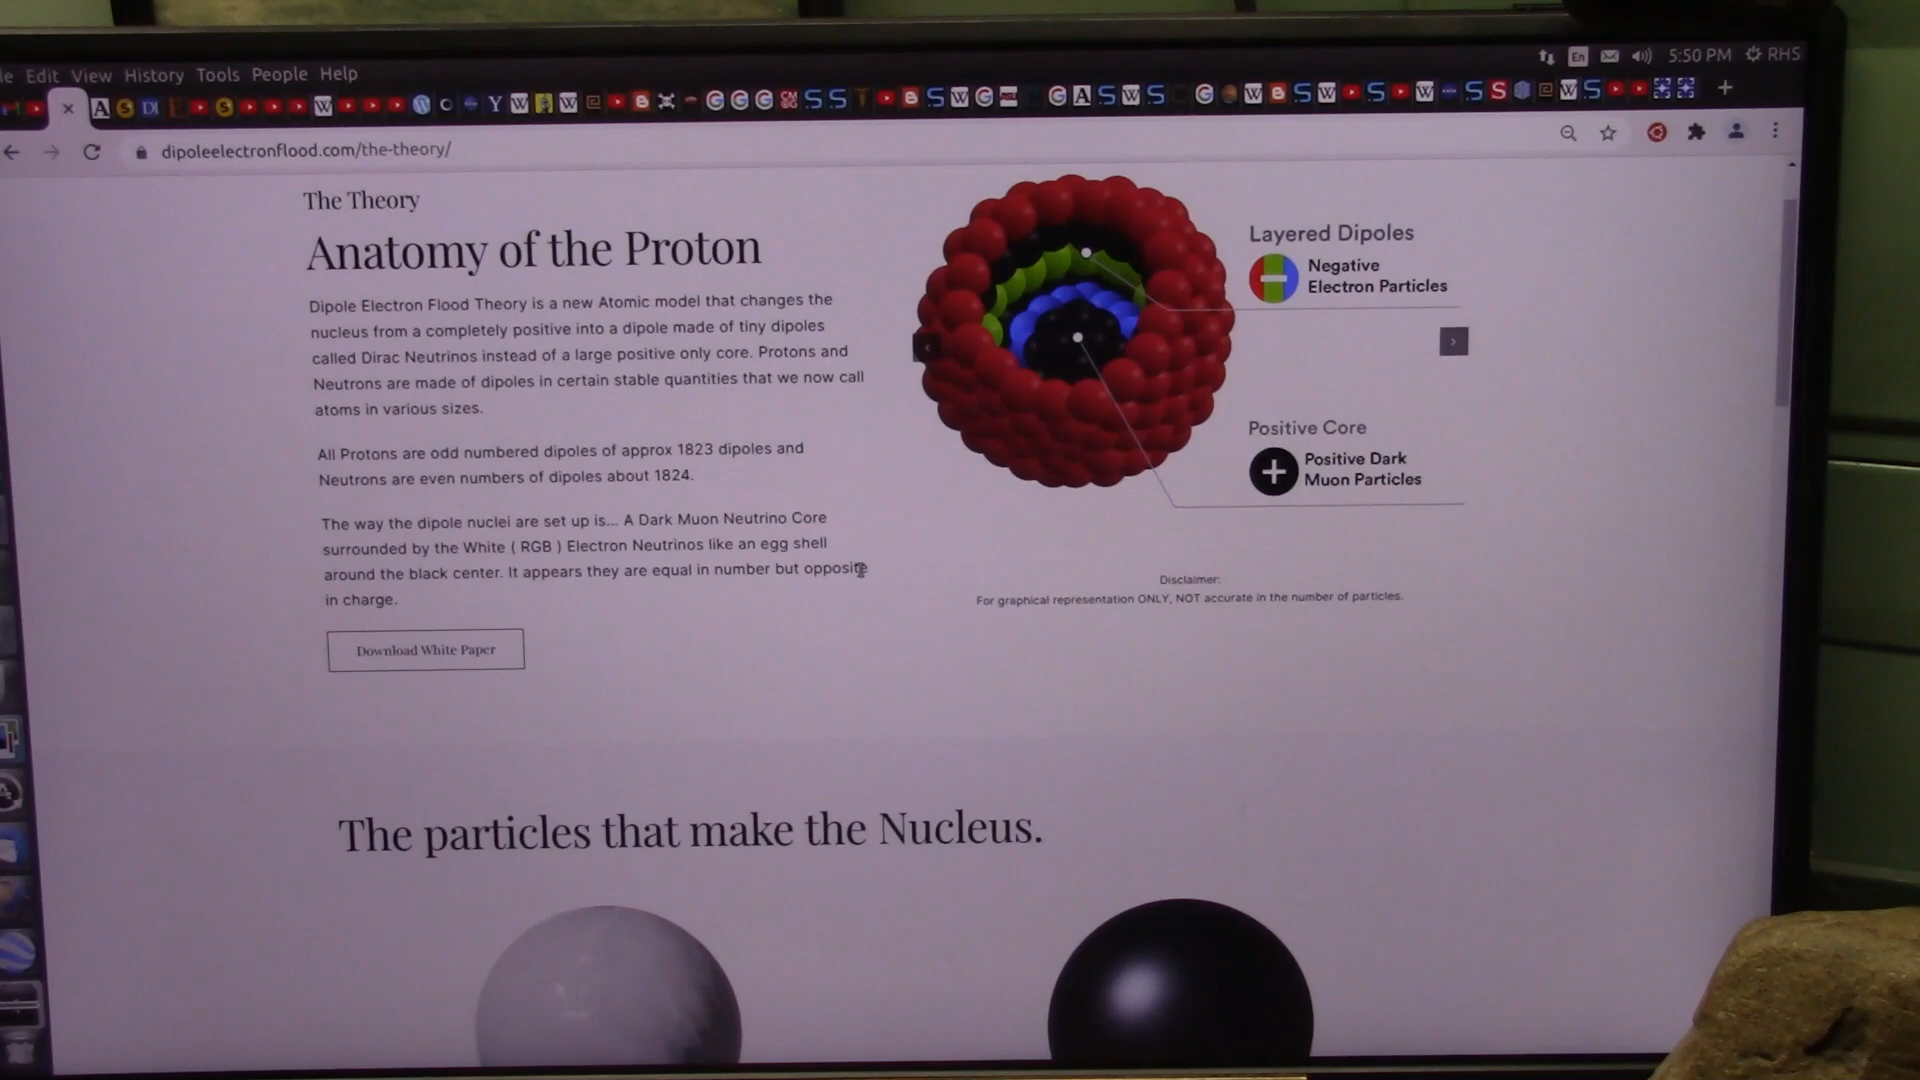 Edit View History Tools People Help
En 5:50 PM RHS
dipoleelectronflood.com/the-theory/
The Theory
Anatomy of the Proton
Dipole Electron Flood Theory is a new Atomic model that changes the
nucleus from a completely positive into a dipole made of tiny dipoles
called Dirac Neutrinos instead of a large positive only core. Protons and
Neutrons are made of dipoles in certain stable quantities that we now call
atoms in various sizes.
All Protons are odd numbered dipoles of approx 1823 dipoles and
Neutrons are even numbers of dipoles about 1824.
The way the dipole nuclei are set up is... A Dark Muon Neutrino Core
surrounded by the White ( RGB ) Electron Neutrinos like an egg shell
around the black center. It appears they are equal in number but opposite
in charge.
Download White Paper
Layered Dipoles
Negative
Electron Particles
Positive Core
Positive Dark
Muon Particles
Disclaimer:
For graphical representation ONLY, NOT accurate in the number of particles.
The particles that make the Nucleus.